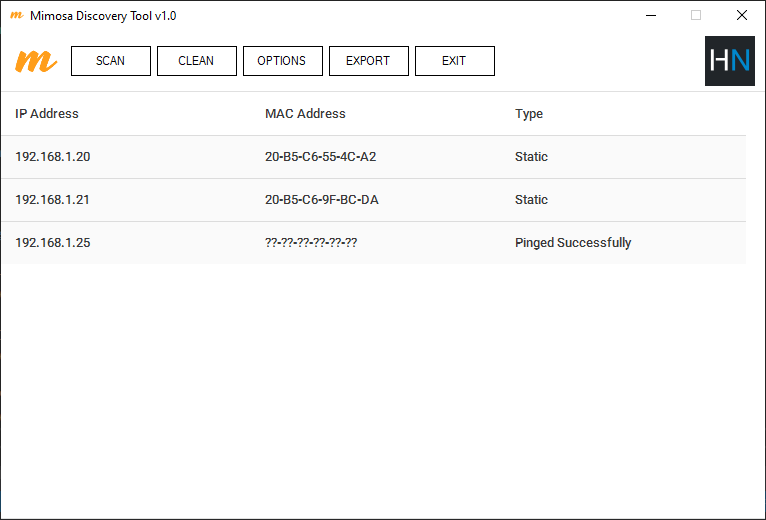 Mimosa Discovery Tool v1.0
m SCAN CLEAN OPTIONS EXPORT EXIT HN
IP Address MAC Address Type
192.168.1.20 20-B5-C6-55-4C-A2 Static
192.168.1.21 20-B5-C6-9F-BC-DA Static
192.168.1.25 ??-??-??-??-??-?? Pinged Successfully